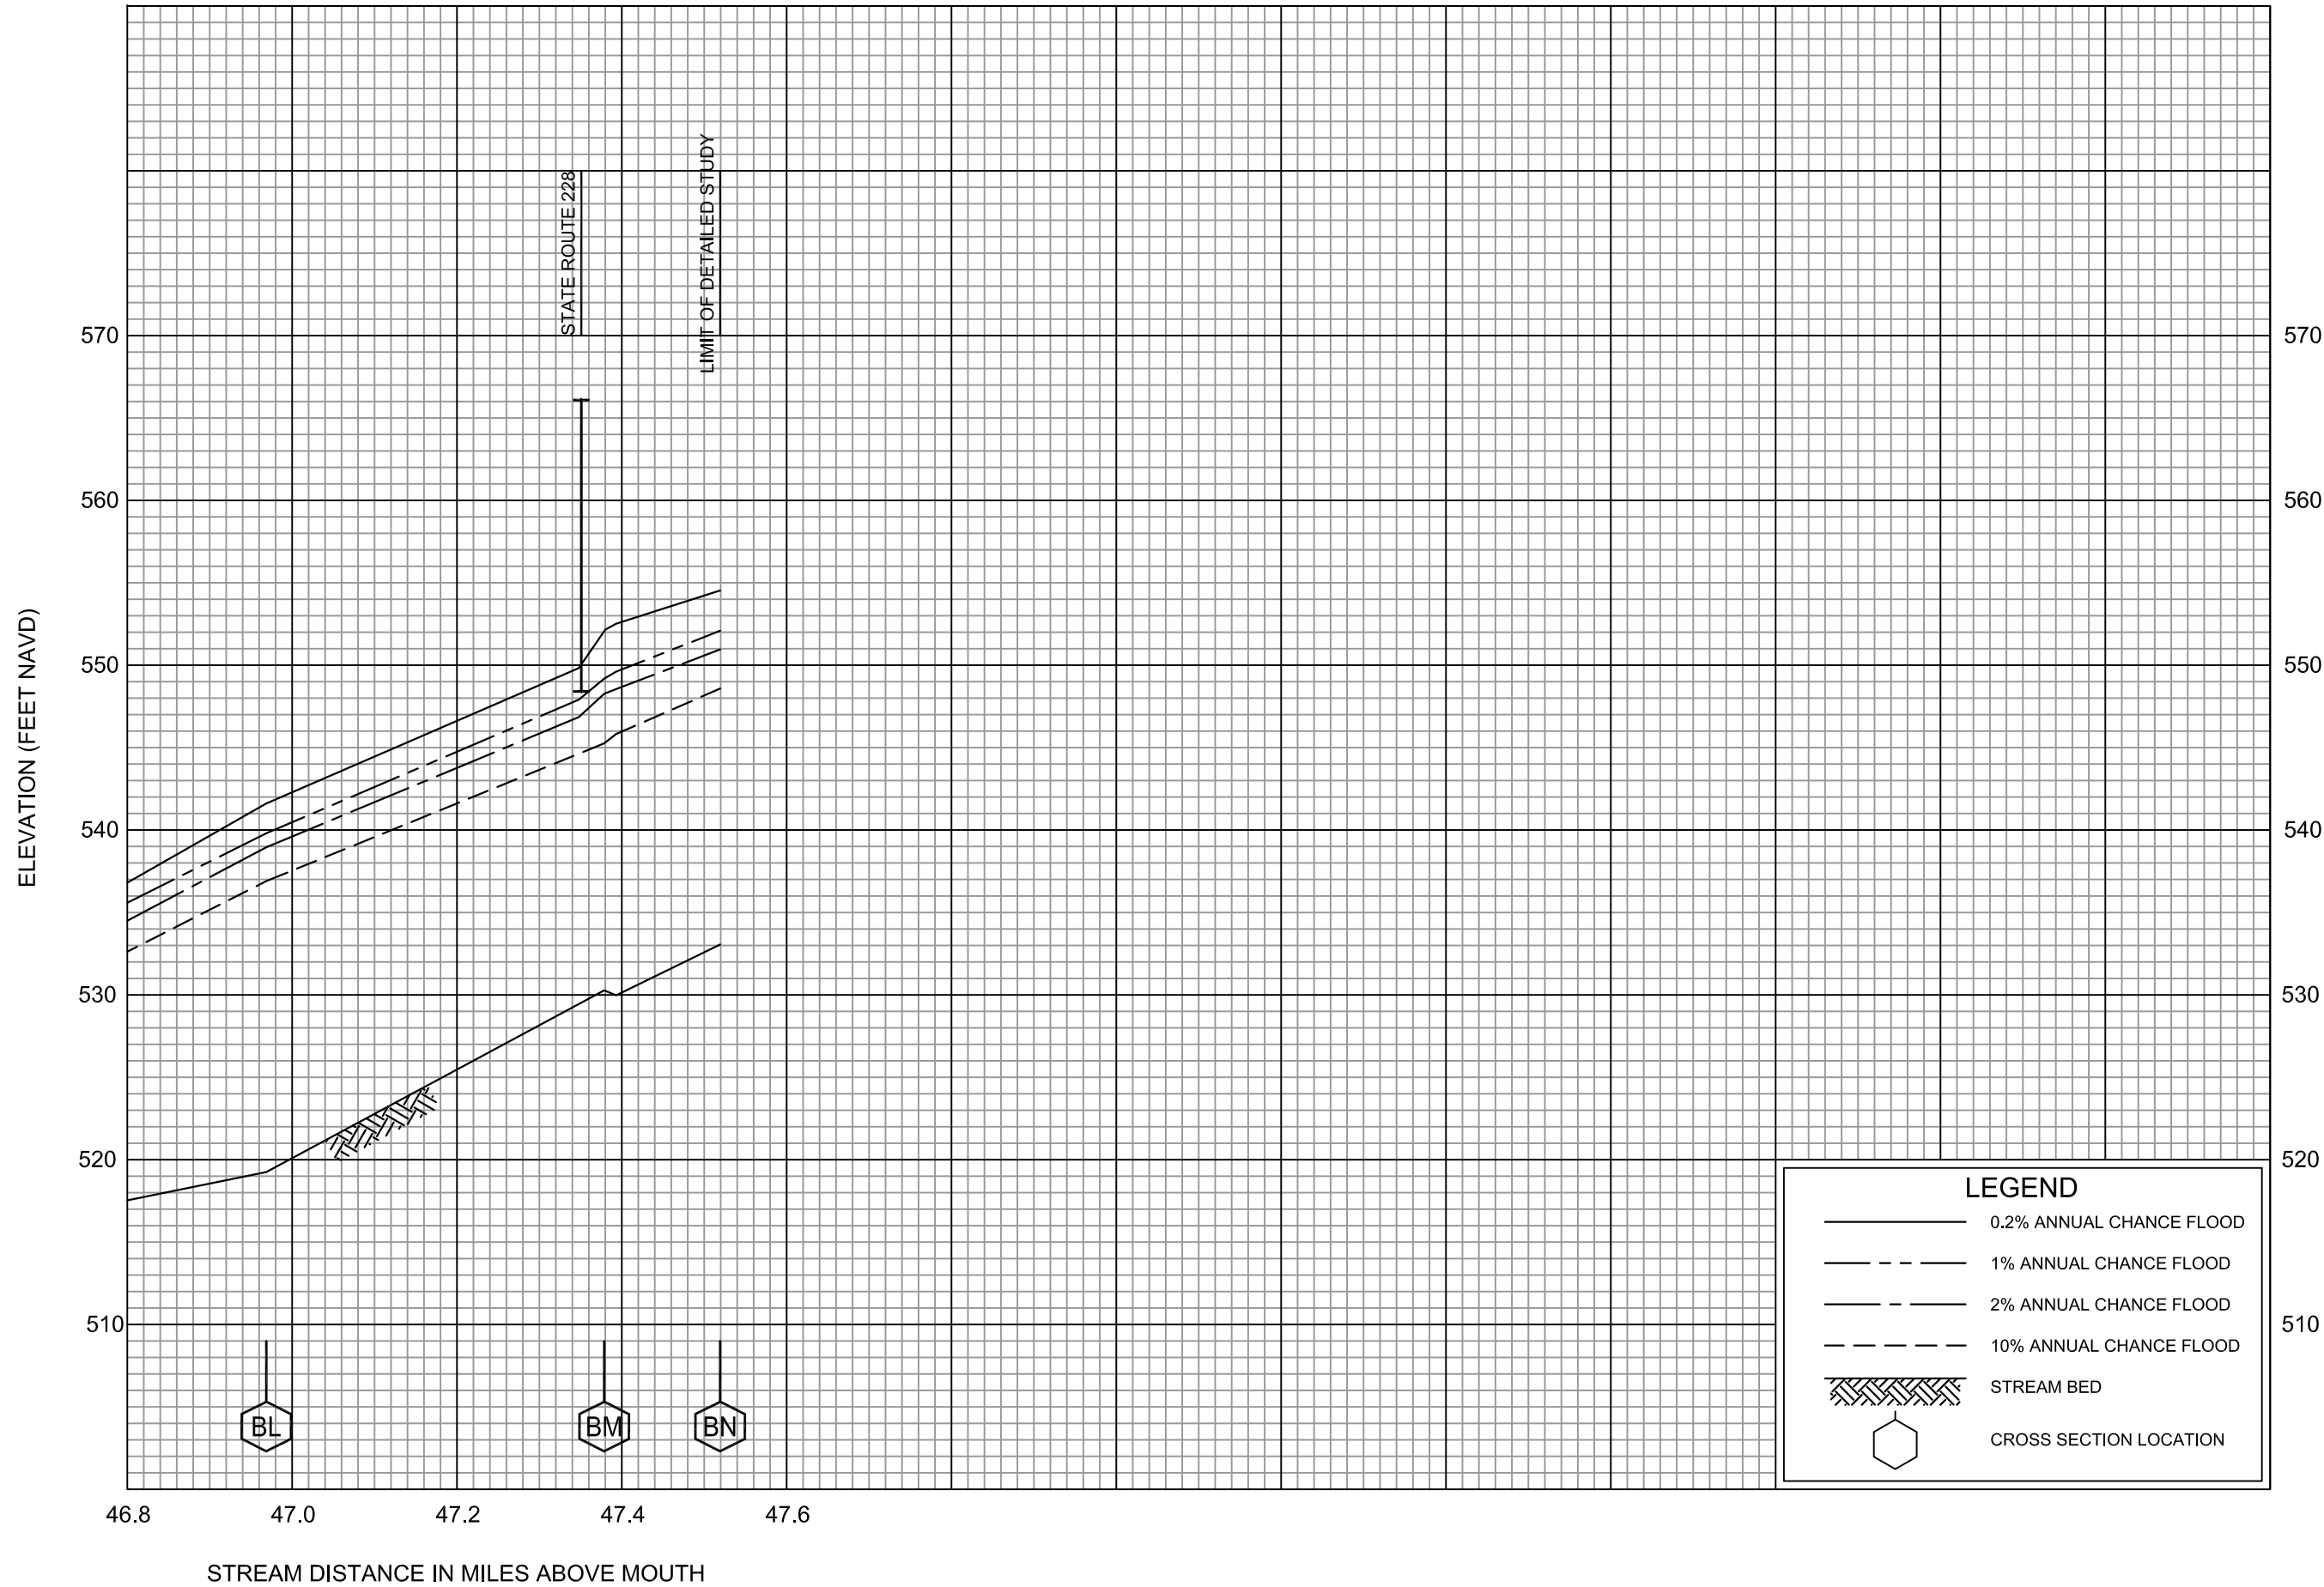 STATE ROUTE 228
LIMIT OF DETAILED STUDY
ELEVATION (FEET NAVD)
570
570
560
560
550
550
540
540
530
530
520
520
510
510
BL
BM
BN
LEGEND
0.2% ANNUAL CHANCE FLOOD
1% ANNUAL CHANCE FLOOD
2% ANNUAL CHANCE FLOOD
10% ANNUAL CHANCE FLOOD
STREAM BED
CROSS SECTION LOCATION
46.8
47.0
47.2
47.4
47.6
STREAM DISTANCE IN MILES ABOVE MOUTH